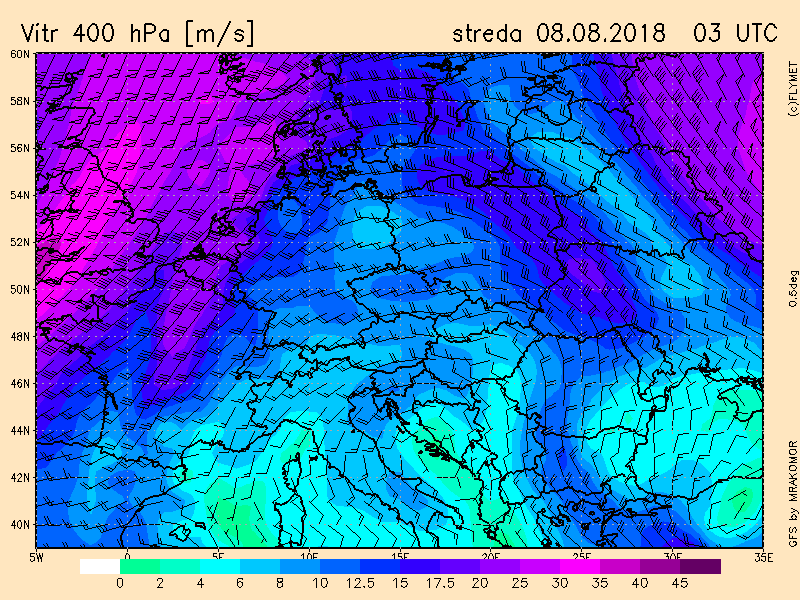 Vítr 400 hPa [m/s]
streda 08.08.2018 03 UTC
60N
58N
56N
54N
52N
50N
48N
46N
44N
42N
40N
5W 0 5E 10E 15E 20E 25E 30E 35E
0 2 4 6 8 10 12.5 15 17.5 20 25 30 35 40 45
(c)FLYMET
0.5deg
GFS by MRAKOMOR